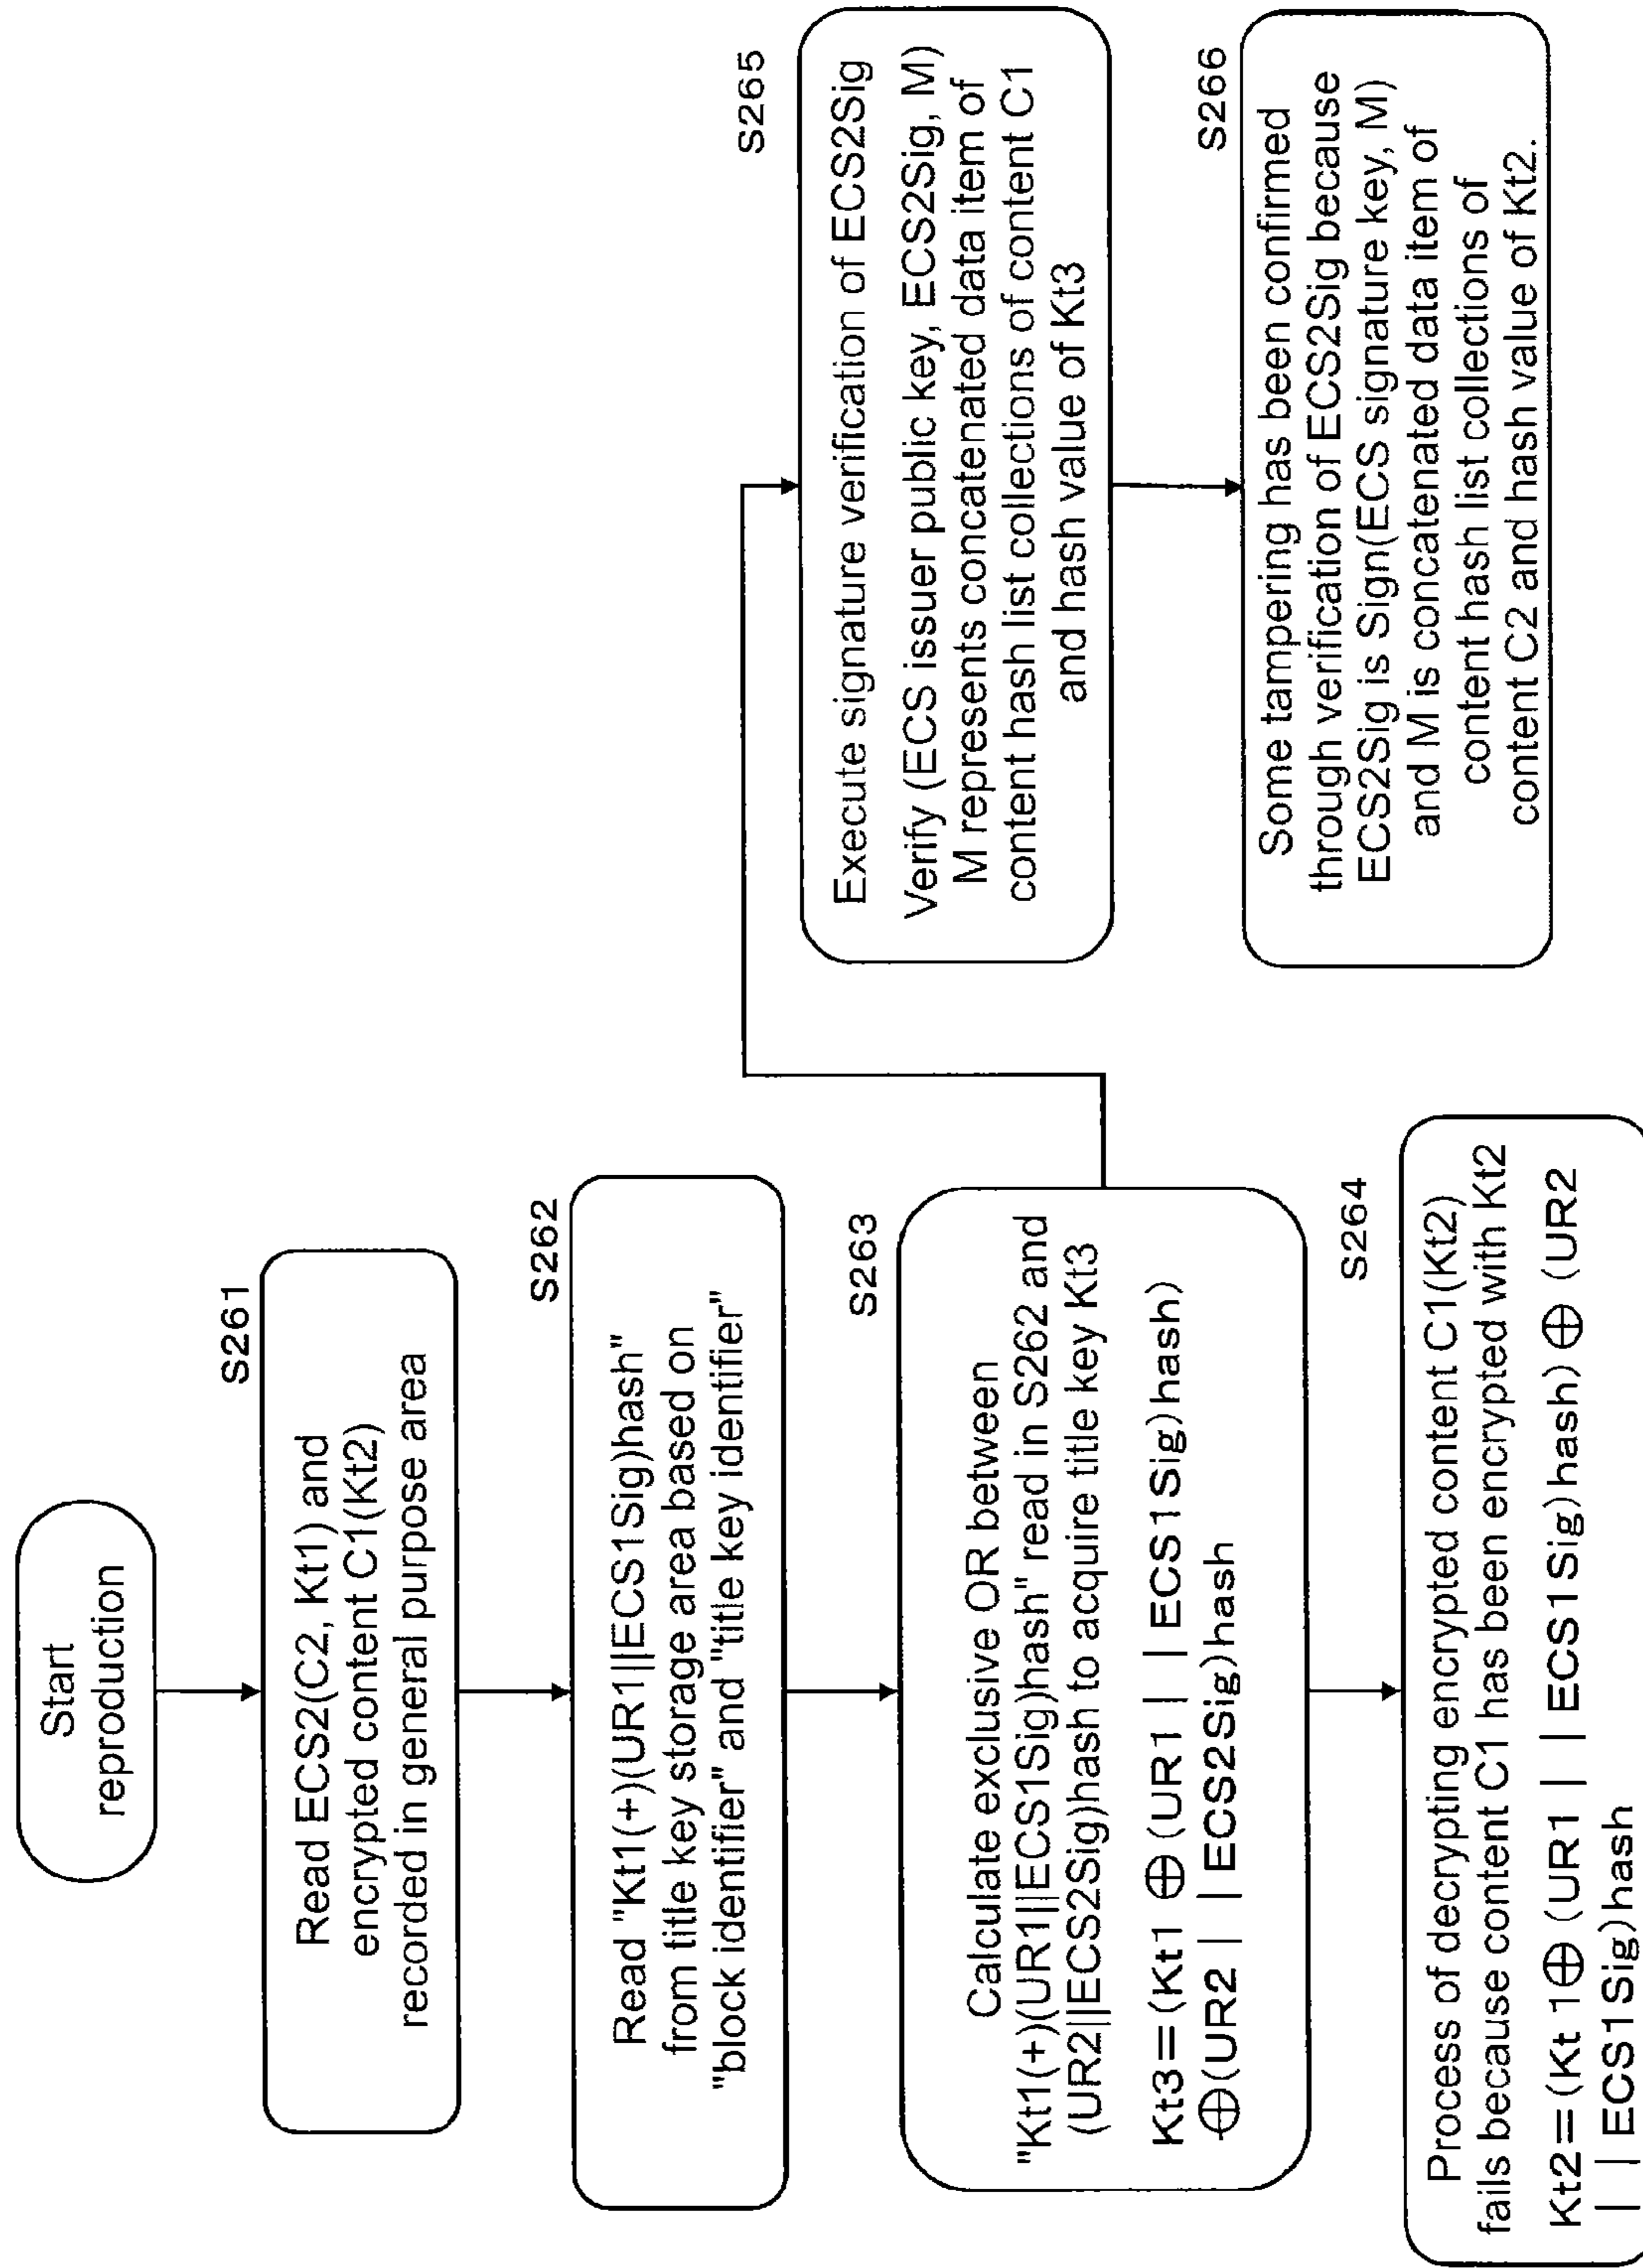 Start
reproduction
S261
Read ECS2(C2, Kt1) and
encrypted content C1(Kt2)
recorded in general purpose area
S262
Read "Kt1(+)(UR1||ECS1Sig)hash"
from title key storage area based on
"block identifier" and "title key identifier"
S263
Calculate exclusive OR between
"Kt1(+)(UR1||ECS1Sig)hash" read in S262 and
(UR2||ECS2Sig)hash to acquire title key Kt3
Kt3=(Kt1 ⊕(UR1 | | ECS1Sig)hash)
⊕(UR2 | | ECS2Sig)hash
S264
Process of decrypting encrypted content C1(Kt2)
fails because content C1 has been encrypted with Kt2
Kt2=(Kt 1⊕(UR1 | | ECS1Sig)hash) ⊕ (UR2
| | ECS1Sig)hash
S265
Execute signature verification of ECS2Sig
Verify (ECS issuer public key, ECS2Sig, M)
M represents concatenated data item of
content hash list collections of content C1
and hash value of Kt3
S266
Some tampering has been confirmed
through verification of ECS2Sig because
ECS2Sig is Sign(ECS signature key, M)
and M is concatenated data item of
content hash list collections of
content C2 and hash value of Kt2.